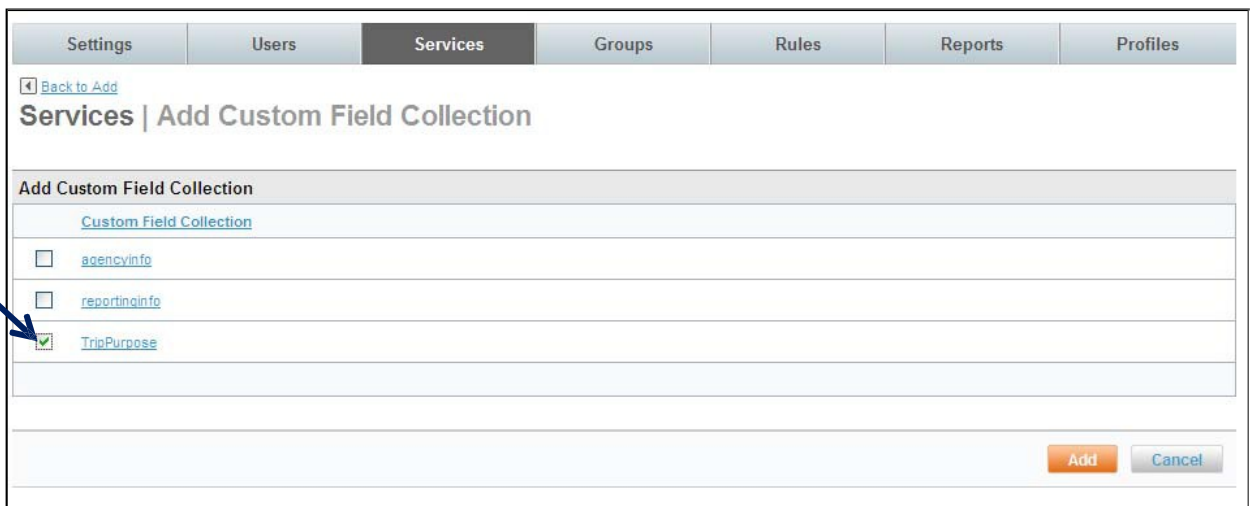 Settings Users Services Groups Rules Reports Profiles
Back to Add
Services | Add Custom Field Collection
Add Custom Field Collection
Custom Field Collection
agencyinfo
reportinginfo
TripPurpose
Add Cancel